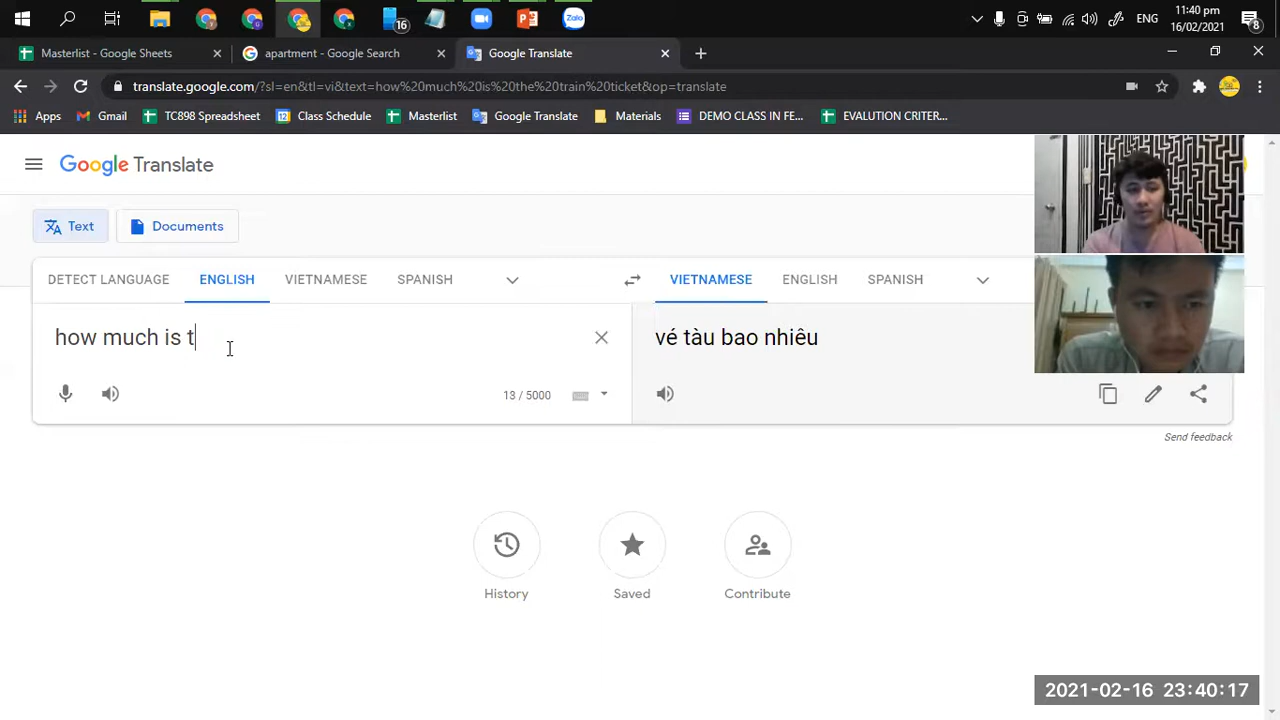 16
ENG
11:40 pm
16/02/2021
8
Masterlist - Google Sheets
apartment - Google Search
Google Translate
translate.google.com/?sl=en&tl=vi&text=how%20much%20is%20the%20train%20ticket&op=translate
Apps
Gmail
TC898 Spreadsheet
12
Class Schedule
Masterlist
Google Translate
Materials
DEMO CLASS IN FE...
EVALUTION CRITER...
Google Translate
Text
Documents
DETECT LANGUAGE
ENGLISH
VIETNAMESE
SPANISH
VIETNAMESE
ENGLISH
SPANISH
how much is t
vé tàu bao nhiêu
13 / 5000
Send feedback
History
Saved
Contribute
2021-02-16 23:40:17